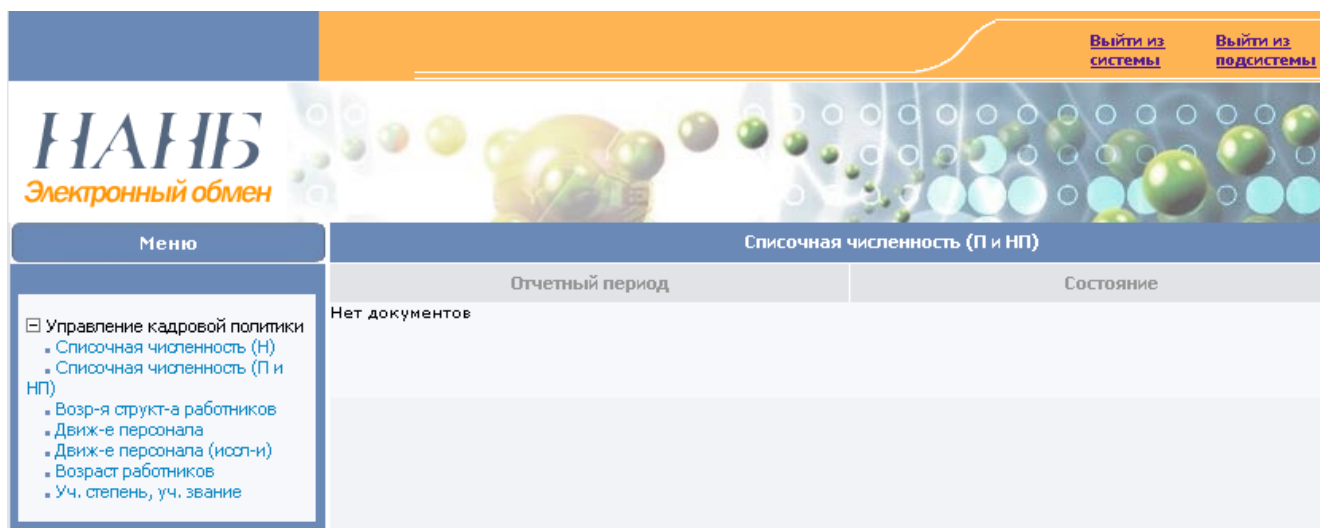 Выйти из
системы
Выйти из
подсистемы
НАНБ
Электронный обмен
Меню
Списочная численность (П и НП)
Отчетный период
Состояние
Нет документов
Управление кадровой политики
Списочная численность (Н)
Списочная численность (П и
НП)
Возр-я структ-а работников
Движ-е персонала
Движ-е персонала (иссл-и)
Возраст работников
Уч. степень, уч. звание